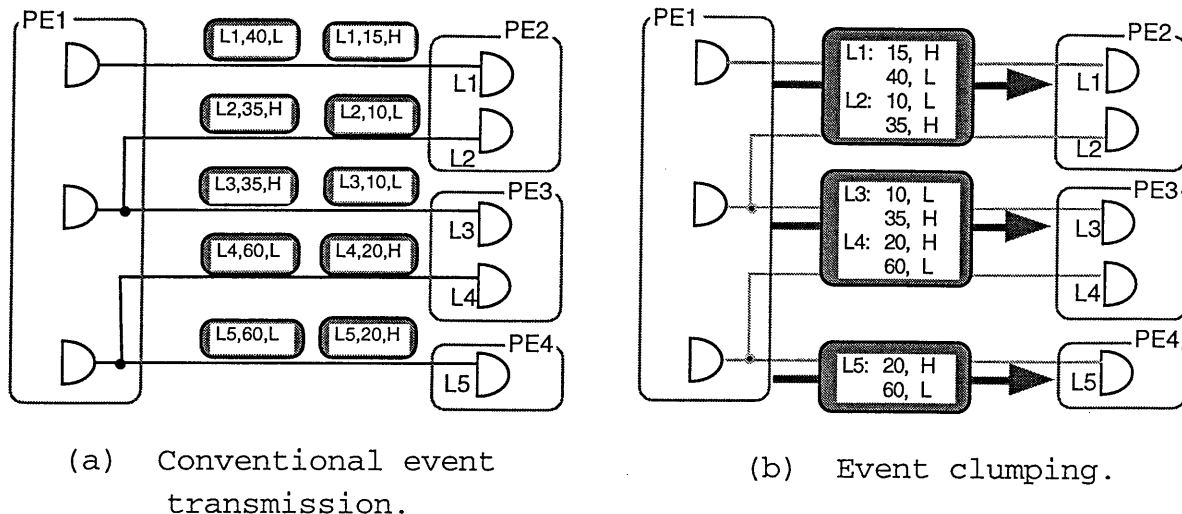 PE1
L1,40,L
L1,15,H
PE2
L1
L2,35,H
L2,10,L
L2
L3,35,H
L3,10,L
PE3
L3
L4,60,L
L4,20,H
L4
L5,60,L
L5,20,H
PE4
L5
(a) Conventional event
transmission.
PE1
L1: 15, H
40, L
L2: 10, L
35, H
PE2
L1
L2
L3: 10, L
35, H
L4: 20, H
60, L
PE3
L3
L4
L5: 20, H
60, L
PE4
L5
(b) Event clumping.